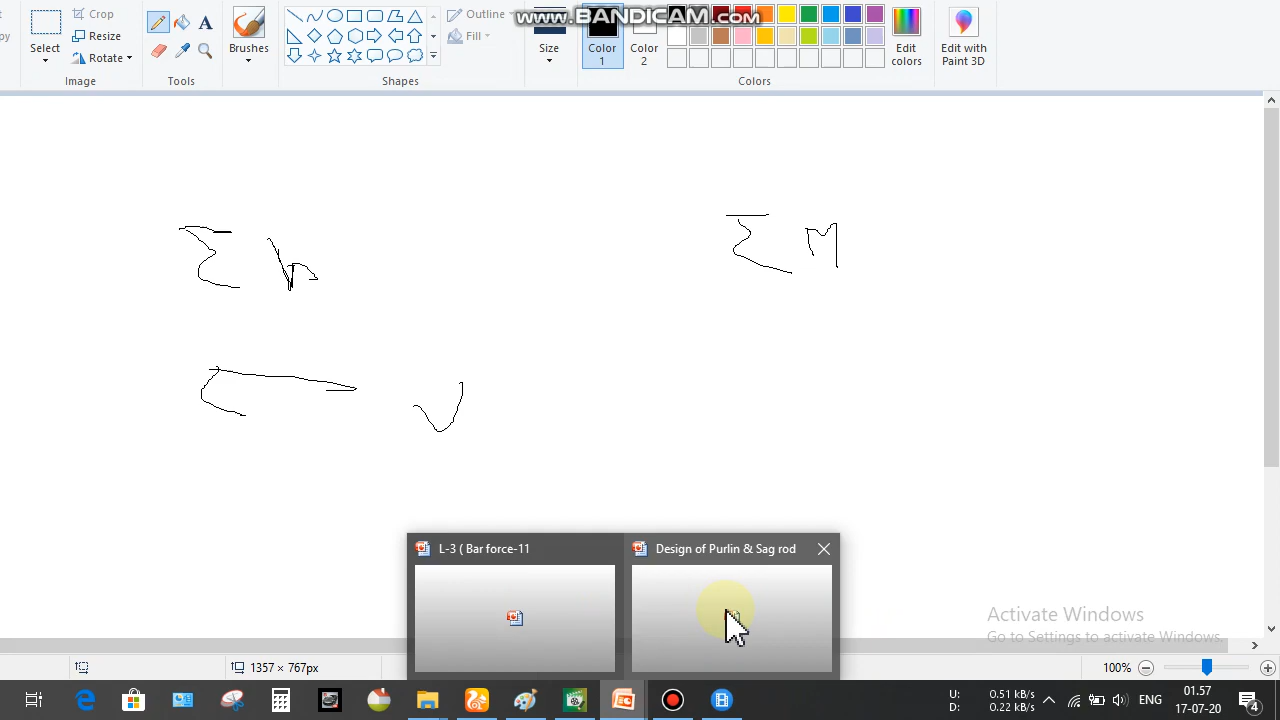 Crop
Resize
Rotate
Select
Image
Tools
Brushes
Shapes
Outline
Fill
www.BANDICAM.com
Size
Color
1
Color
2
Edit
colors
Edit with
Paint 3D
Colors
Σ M
Σ
V
L-3 ( Bar force-11
Design of Purlin & Sag rod
Activate Windows
Go to Settings to activate Windows.
1357 × 767px
100%
U: 0.51 kB/s
D: 0.22 kB/s
ENG
01.57
17-07-20
4